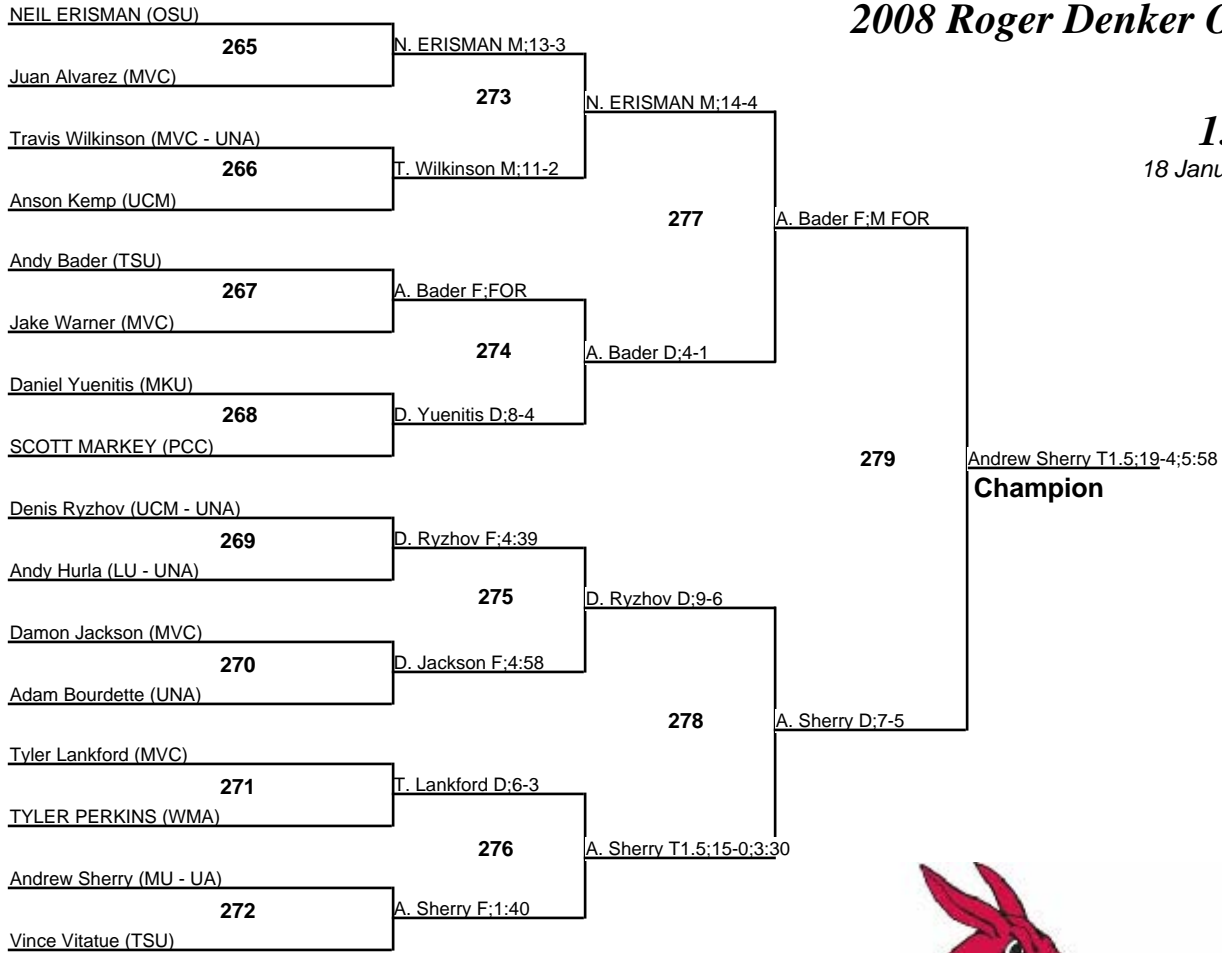 2008 Roger Denker O
1
18 Janu
NEIL ERISMAN (OSU)
265
Juan Alvarez (MVC)
N. ERISMAN M;13-3
273
Travis Wilkinson (MVC - UNA)
266
Anson Kemp (UCM)
T. Wilkinson M;11-2
N. ERISMAN M;14-4
277
Andy Bader (TSU)
267
Jake Warner (MVC)
A. Bader F;FOR
274
Daniel Yuenitis (MKU)
268
SCOTT MARKEY (PCC)
D. Yuenitis D;8-4
A. Bader D;4-1
A. Bader F;M FOR
279
Andrew Sherry T1.5;19-4;5:58
Champion
Denis Ryzhov (UCM - UNA)
269
Andy Hurla (LU - UNA)
D. Ryzhov F;4:39
275
Damon Jackson (MVC)
270
Adam Bourdette (UNA)
D. Jackson F;4:58
D. Ryzhov D;9-6
278
A. Sherry D;7-5
Tyler Lankford (MVC)
271
TYLER PERKINS (WMA)
T. Lankford D;6-3
276
Andrew Sherry (MU - UA)
272
Vince Vitatue (TSU)
A. Sherry F;1:40
A. Sherry T1.5;15-0;3:30